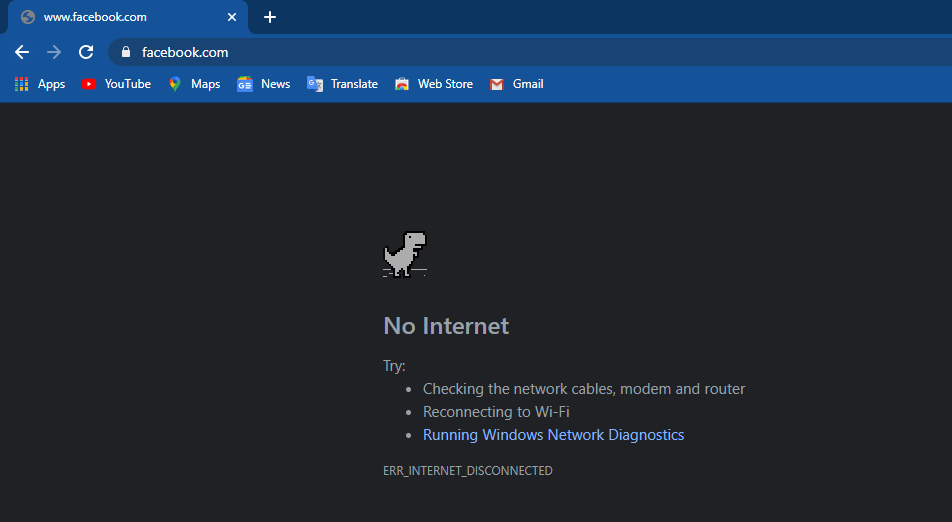 www.facebook.com
facebook.com
Apps YouTube Maps News Translate Web Store Gmail
No Internet
Try:
Checking the network cables, modem and router
Reconnecting to Wi-Fi
Running Windows Network Diagnostics
ERR_INTERNET_DISCONNECTED